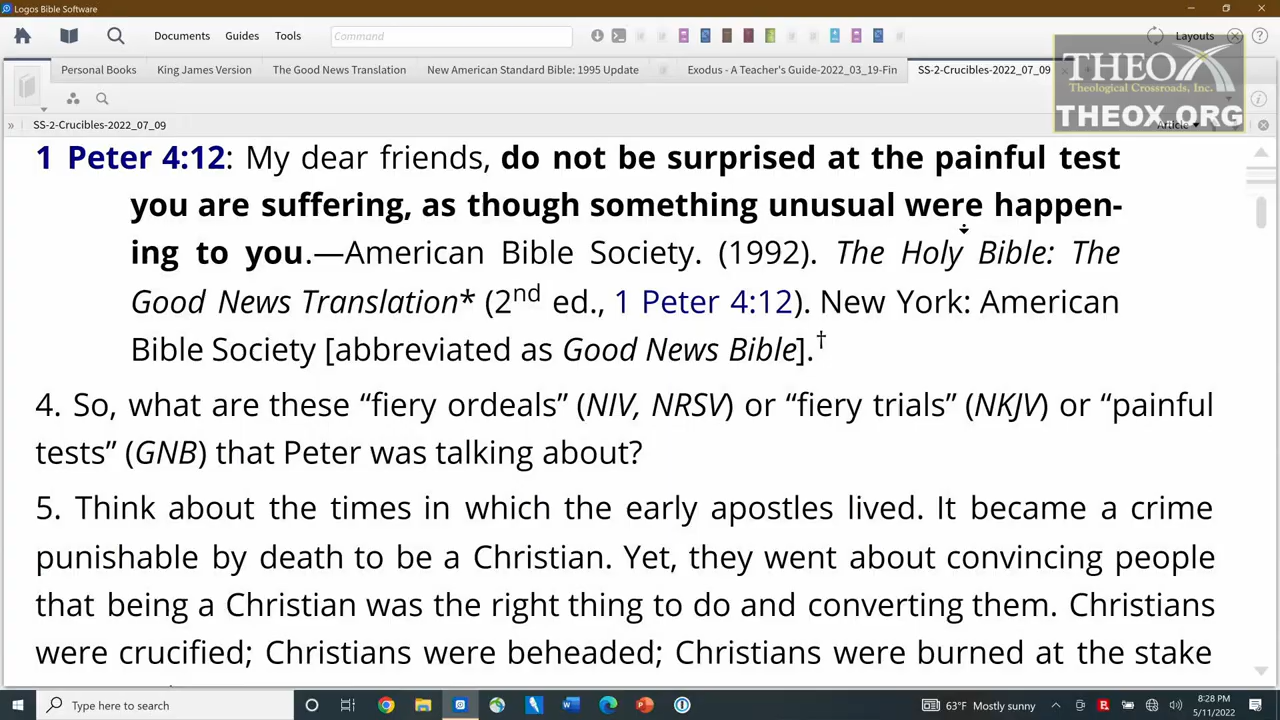 Logos Bible Software
Documents Guides Tools Command Layouts
Personal Books King James Version The Good News New American Standard Bible: 1995 Update Exodus - A Teacher's Guide-2022_03_19-Fin SS-2-Crucibles-2022_07_09
THEOX
Theological Crossroads, Inc.
THEOX.ORG
SS-2-Crucibles-2022_07_09 Article
1 Peter 4:12: My dear friends, do not be surprised at the painful test
you are suffering, as though something unusual were happen-
ing to you.—American Bible Society. (1992). The Holy Bible: The
Good News Translation* (2nd ed., 1 Peter 4:12). New York: American
Bible Society [abbreviated as Good News Bible].†
4. So, what are these “fiery ordeals” (NIV, NRSV) or “fiery trials” (NKJV) or “painful
tests” (GNB) that Peter was talking about?
5. Think about the times in which the early apostles lived. It became a crime
punishable by death to be a Christian. Yet, they went about convincing people
that being a Christian was the right thing to do and converting them. Christians
were crucified; Christians were beheaded; Christians were burned at the stake
Type here to search
63°F Mostly sunny
8:28 PM
5/11/2022